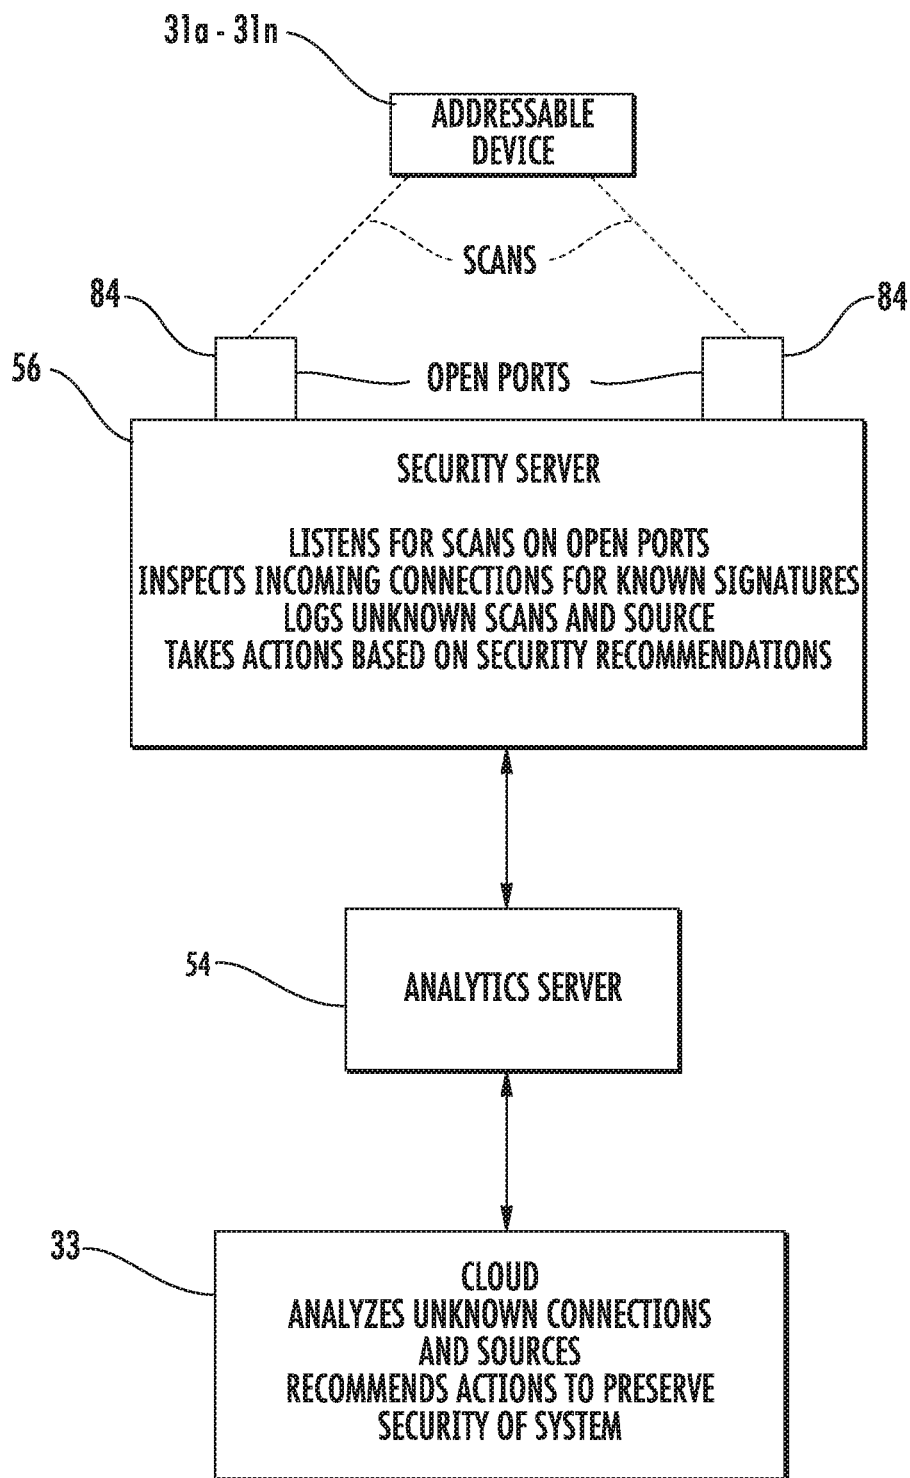 31a - 31n
ADDRESSABLE
DEVICE
SCANS
84
84
56
OPEN PORTS
SECURITY SERVER
LISTENS FOR SCANS ON OPEN PORTS
INSPECTS INCOMING CONNECTIONS FOR KNOWN SIGNATURES
LOGS UNKNOWN SCANS AND SOURCE
TAKES ACTIONS BASED ON SECURITY RECOMMENDATIONS
54
ANALYTICS SERVER
33
CLOUD
ANALYZES UNKNOWN CONNECTIONS
AND SOURCES
RECOMMENDS ACTIONS TO PRESERVE
SECURITY OF SYSTEM